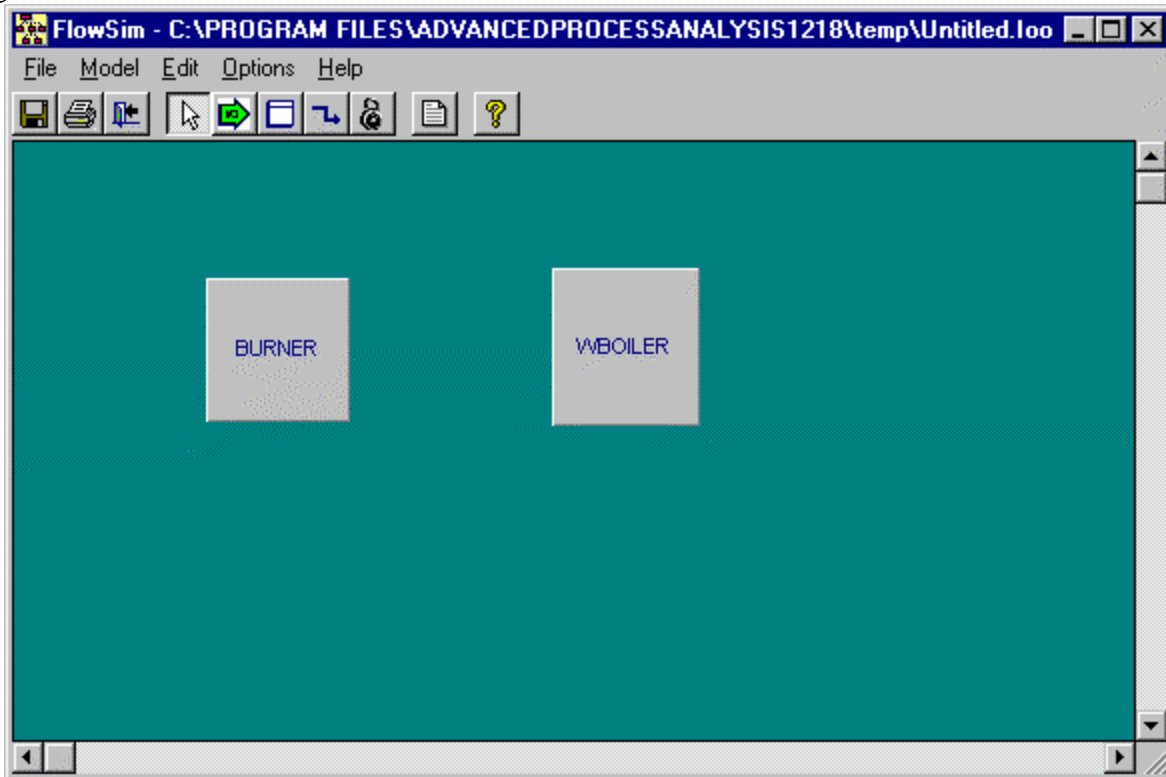 FlowSim - C:\PROGRAM FILES\ADVANCEDPROCESSANALYSIS1218\temp\Untitled.loo
File Model Edit Options Help
I/O ?
BURNER WBOILER